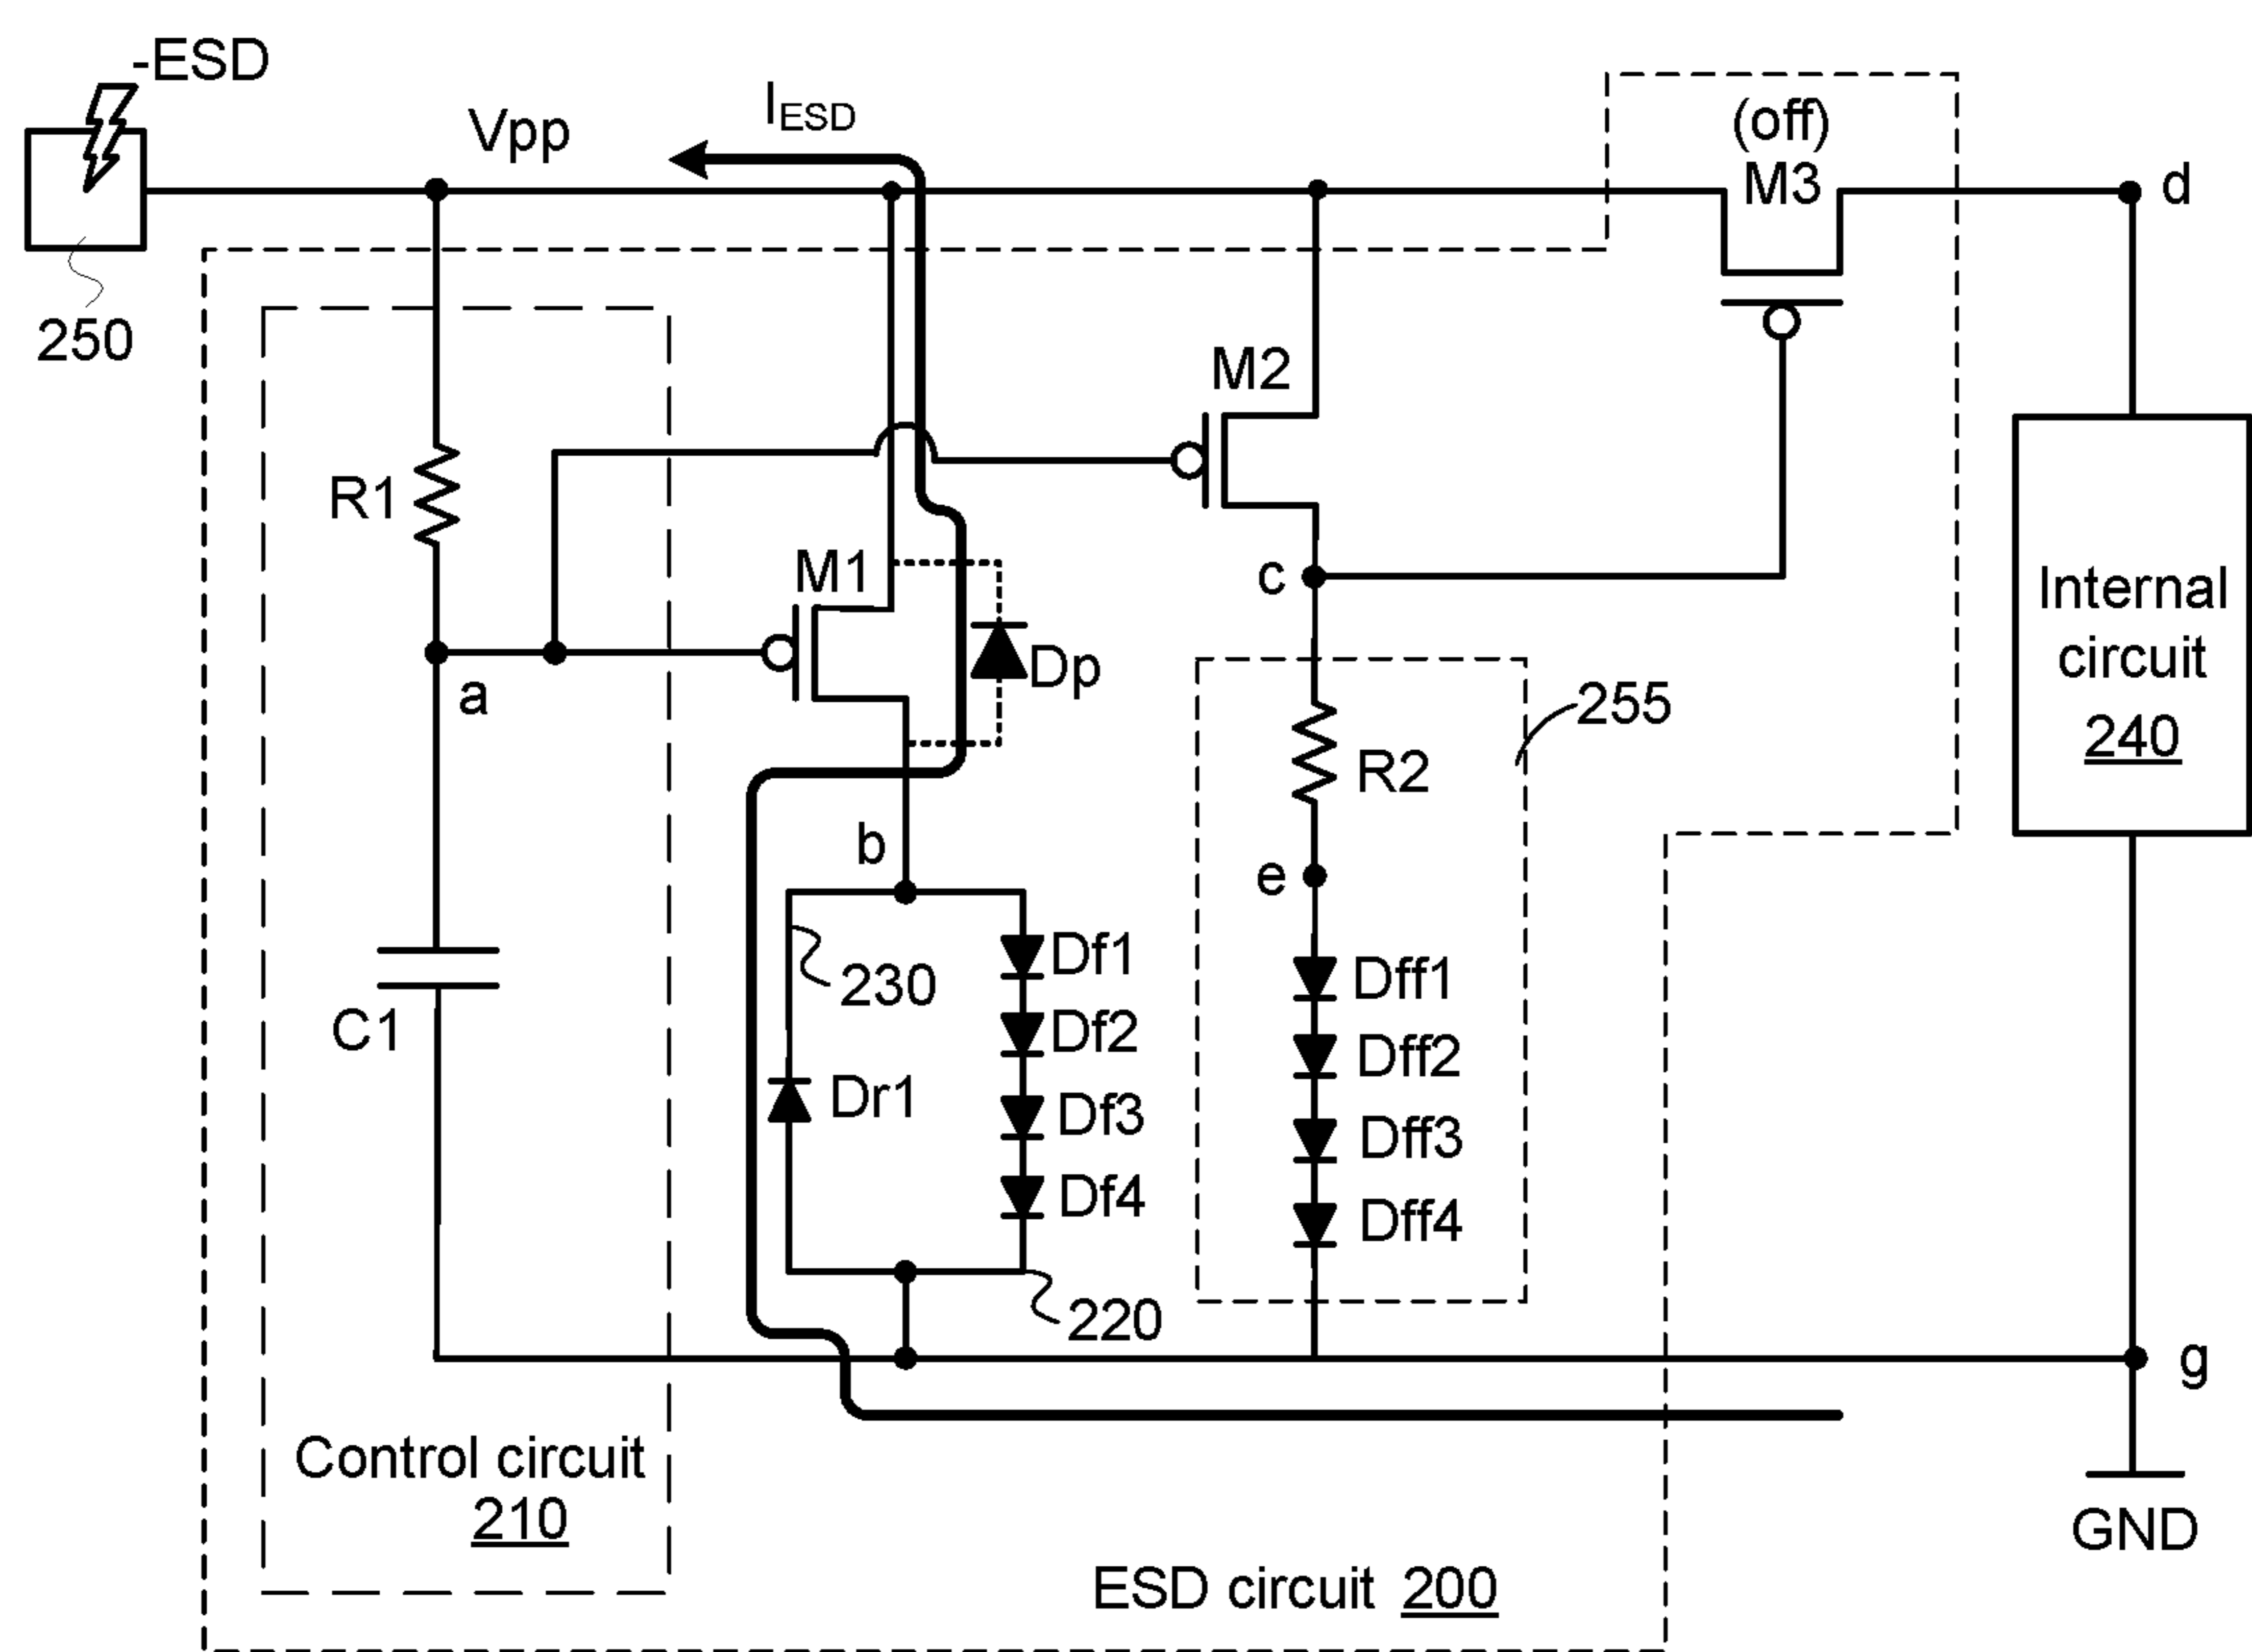 -ESD
Vpp
IESD
(off)
M3
d
250
M2
R1
M1
c
Internal
circuit
240
a
Dp
255
R2
b
e
230
Df1
Dff1
C1
Df2
Dff2
Dr1
Df3
Dff3
Df4
Dff4
220
g
Control circuit
210
GND
ESD circuit 200